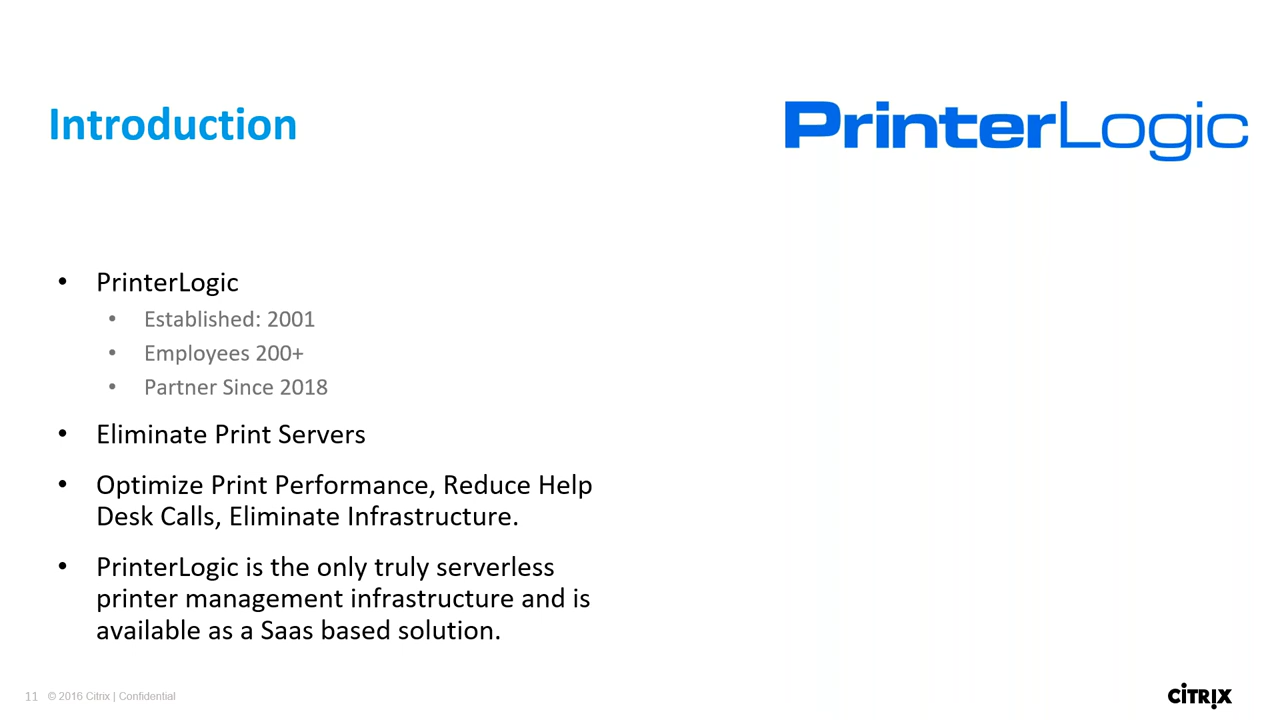 Introduction
PrinterLogic
• PrinterLogic
• Established: 2001
• Employees 200+
• Partner Since 2018
• Eliminate Print Servers
• Optimize Print Performance, Reduce Help
Desk Calls, Eliminate Infrastructure.
• PrinterLogic is the only truly serverless
printer management infrastructure and is
available as a Saas based solution.
11 © 2016 Citrix | Confidential
CİTRIX